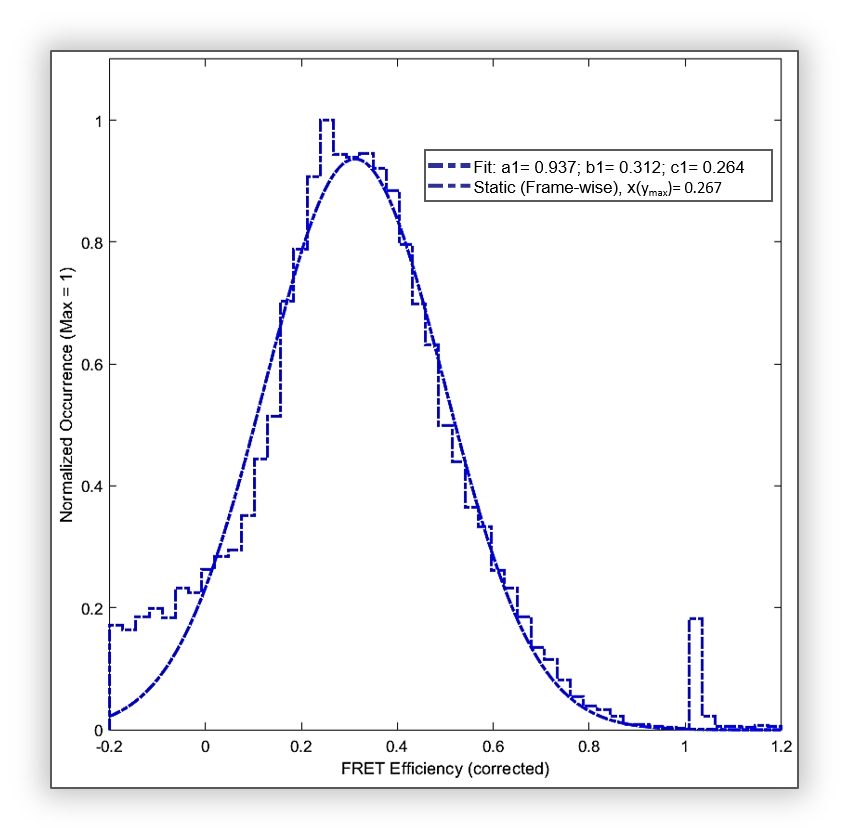 1
0.8
0.6
0.4
0.2
0
Normalized Occurrence (Max = 1)
Fit: a1= 0.937; b1= 0.312; c1= 0.264
Static (Frame-wise), x(yₘₐₓ)= 0.267
-0.2 0 0.2 0.4 0.6 0.8 1 1.2
FRET Efficiency (corrected)